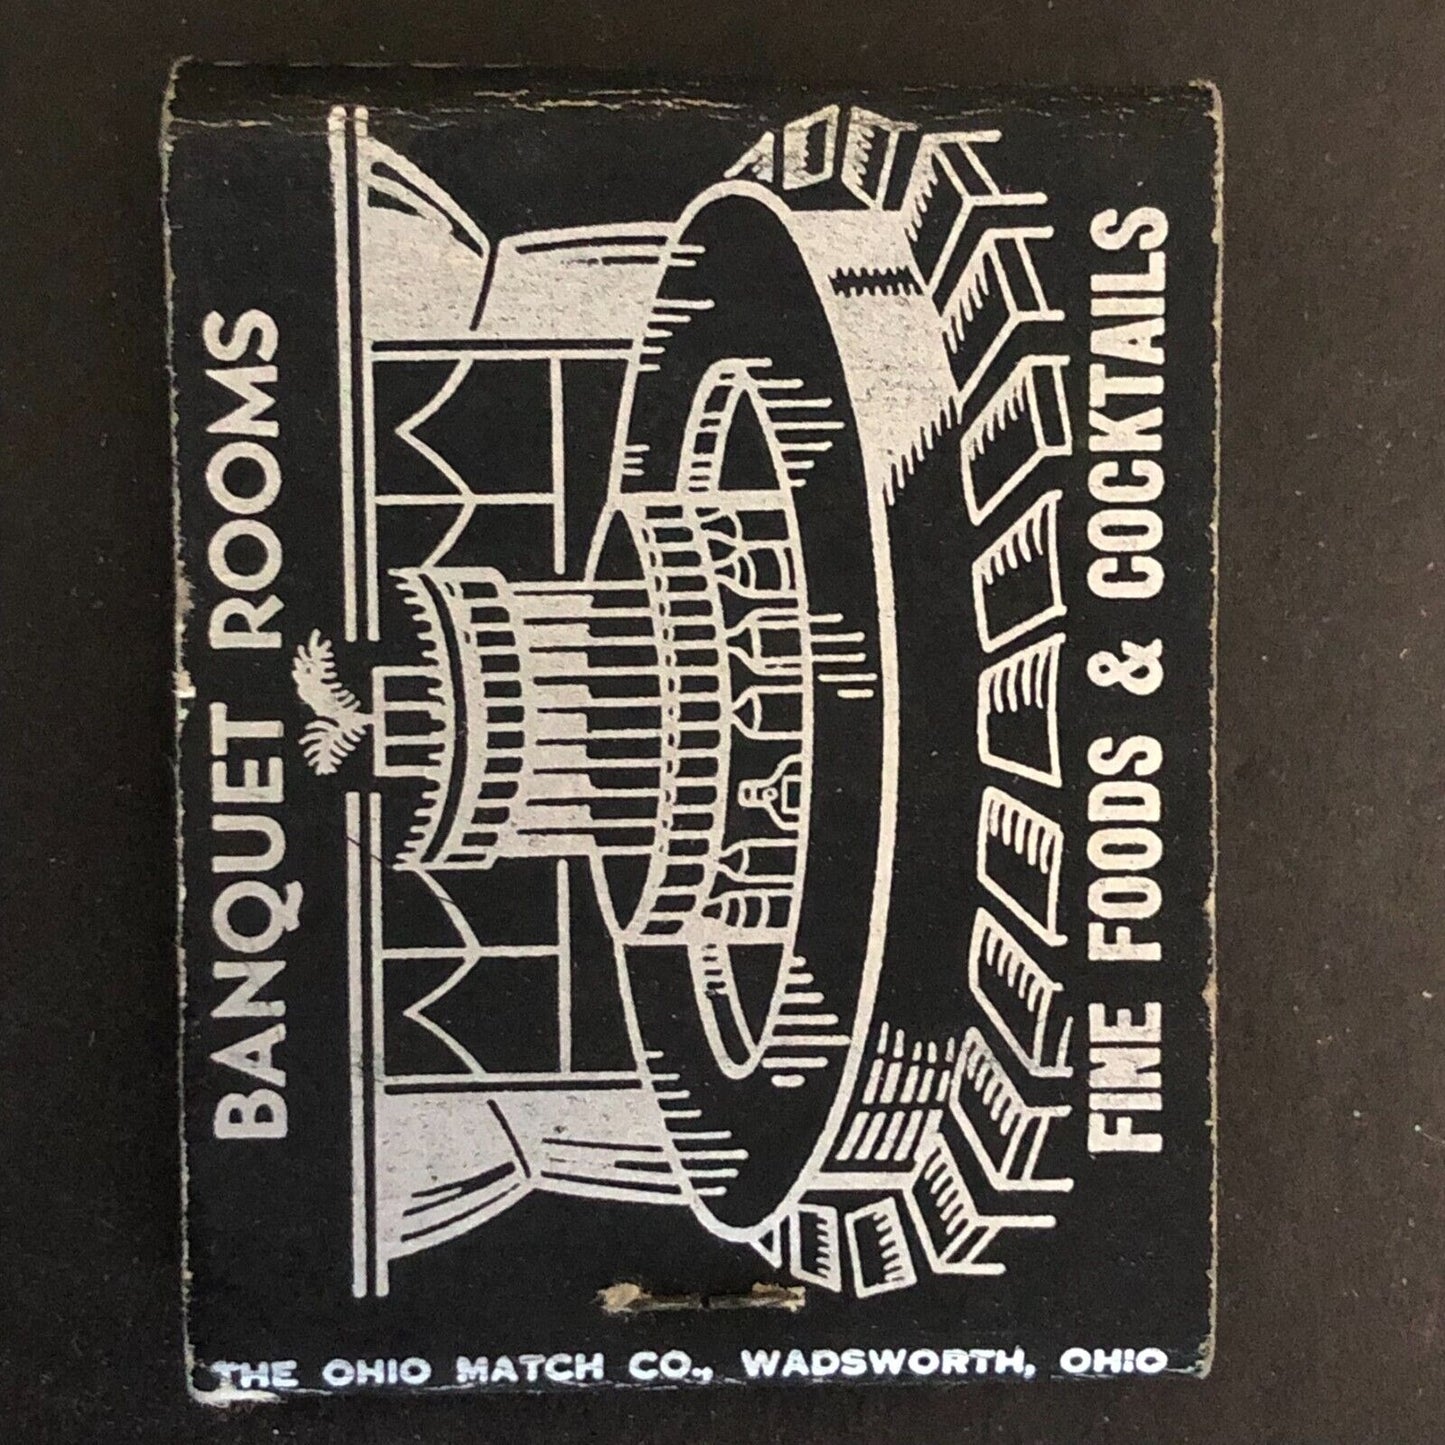 BANQUET ROOMS
FINE FOODS & COCKTAILS
THE OHIO MATCH CO., WADSWORTH, OHIO